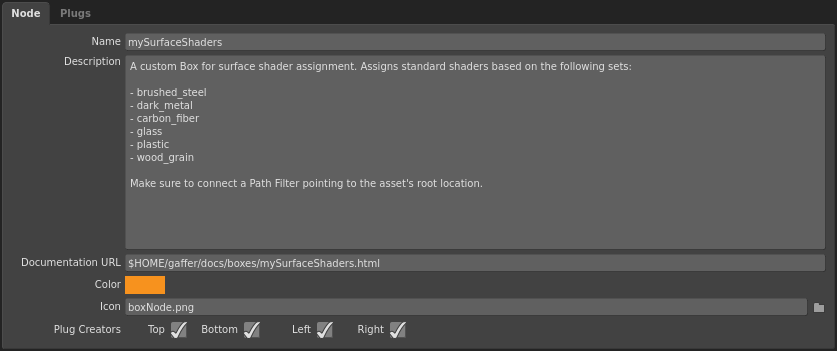 Node Plugs
Name mySurfaceShaders
Description A custom Box for surface shader assignment. Assigns standard shaders based on the following sets:
- brushed_steel
- dark_metal
- carbon_fiber
- glass
- plastic
- wood_grain
Make sure to connect a Path Filter pointing to the asset's root location.
Documentation URL $HOME/gaffer/docs/boxes/mySurfaceShaders.html
Color
Icon boxNode.png
Plug Creators Top Bottom Left Right